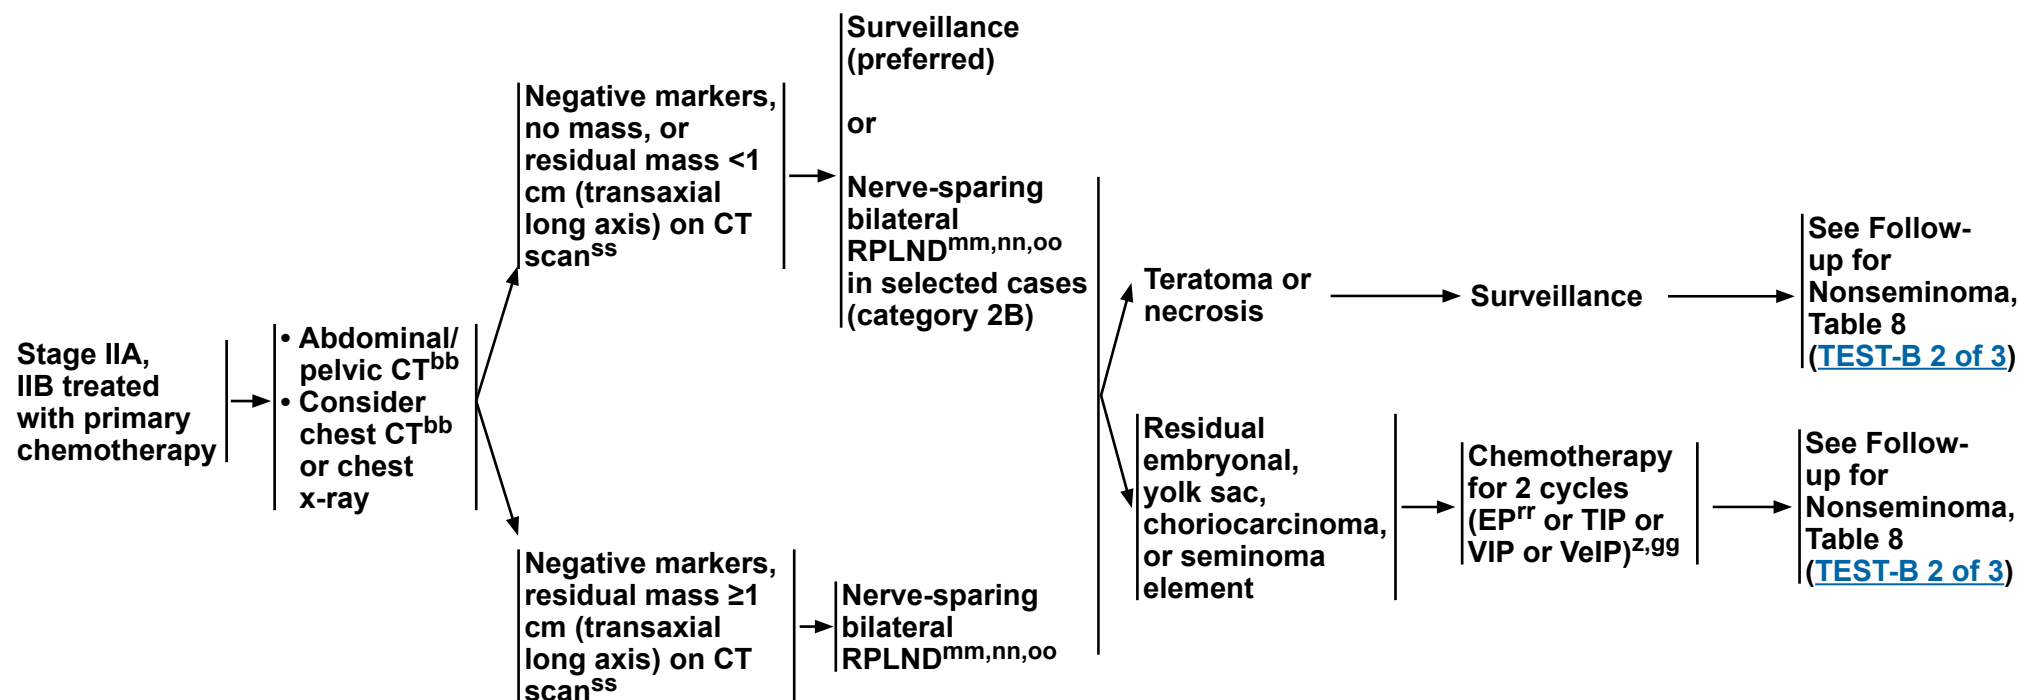 Stage IIA,
IIB treated
with primary
chemotherapy
• Abdominal/
pelvic CTbb
• Consider
chest CTbb
or chest
x-ray
Negative markers,
no mass, or
residual mass <1
cm (transaxial
long axis) on CT
scanss
Surveillance
(preferred)
or
Nerve-sparing
bilateral
RPLNDmm,nn,oo
in selected cases
(category 2B)
Negative markers,
residual mass ≥1
cm (transaxial
long axis) on CT
scanss
Nerve-sparing
bilateral
RPLNDmm,nn,oo
Teratoma or
necrosis
Surveillance
See Follow-
up for
Nonseminoma,
Table 8
(TEST-B 2 of 3)
Residual
embryonal,
yolk sac,
choriocarcinoma,
or seminoma
element
Chemotherapy
for 2 cycles
(EPrr or TIP or
VIP or VeIP)z,gg
See Follow-
up for
Nonseminoma,
Table 8
(TEST-B 2 of 3)